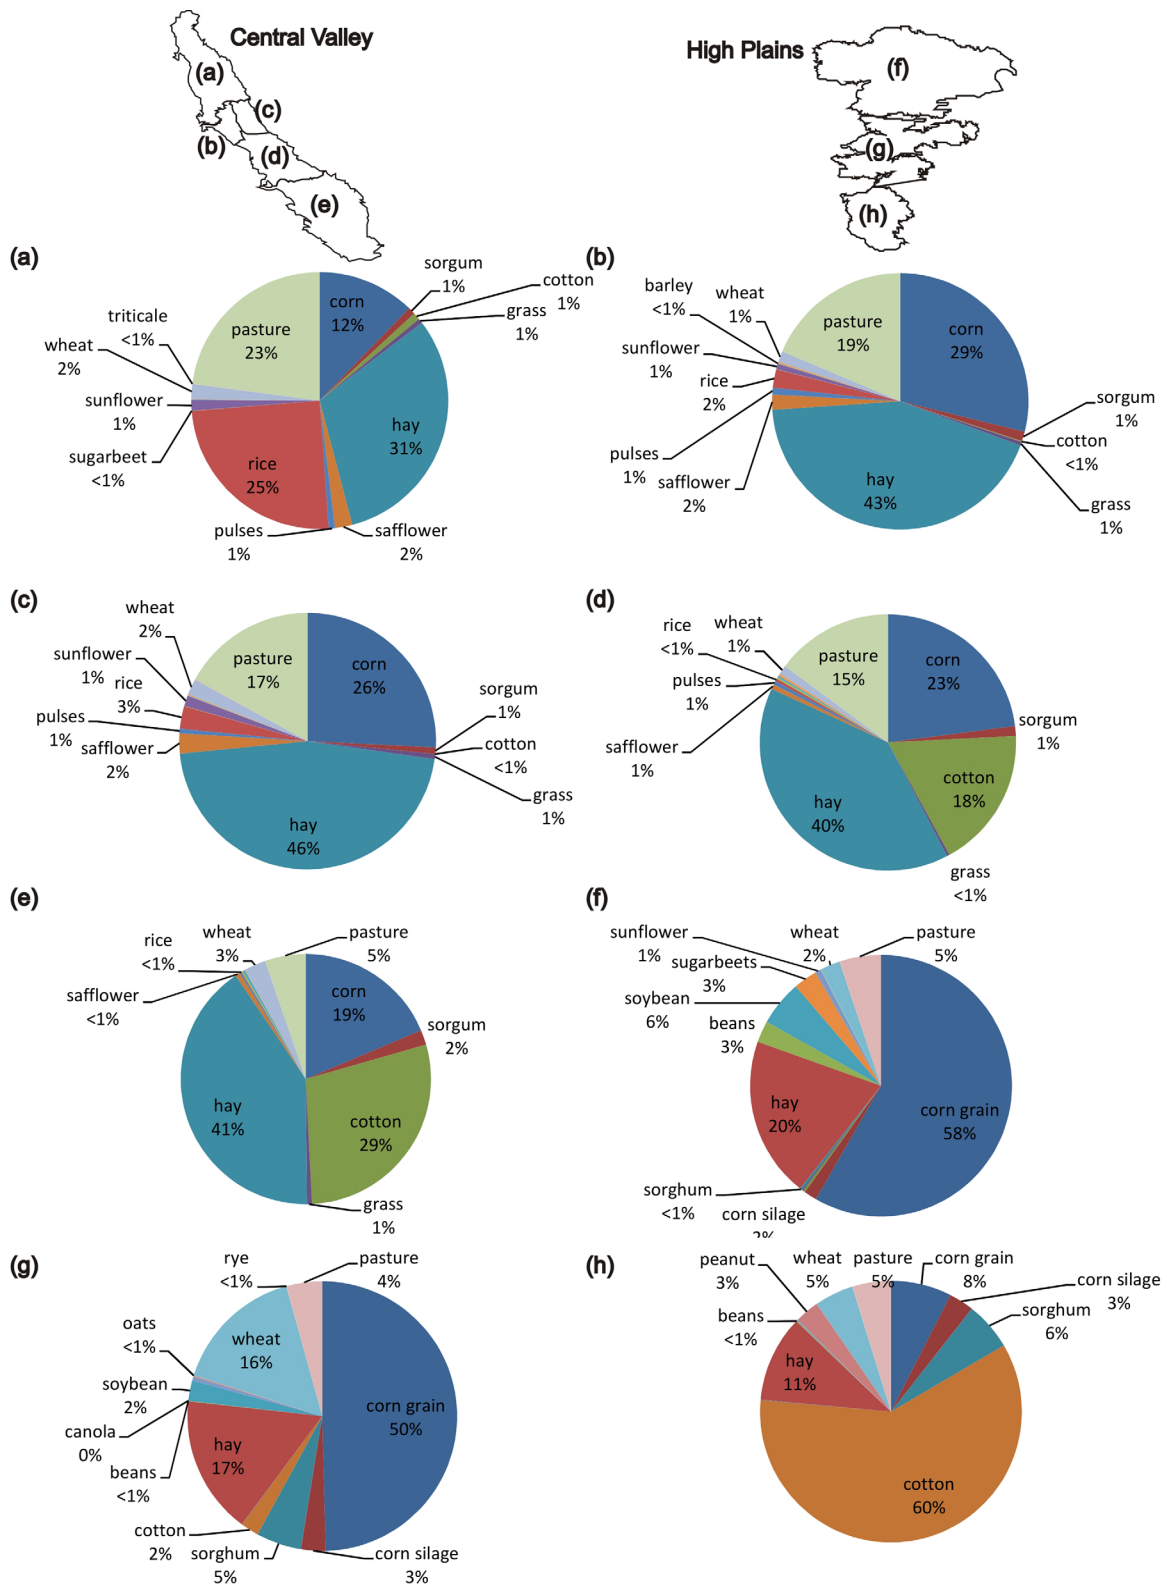 Central Valley
High Plains
(a)
(c)
(b)
(d)
(e)
(f)
(g)
(h)
(a)
corn
12%
sorgum
1%
cotton
1%
grass
1%
hay
31%
safflower
2%
pulses
1%
rice
25%
sugarbeet
<1%
sunflower
1%
wheat
2%
triticale
<1%
pasture
23%
(b)
corn
29%
sorgum
1%
cotton
<1%
grass
1%
hay
43%
safflower
2%
pulses
1%
rice
2%
sunflower
1%
barley
<1%
wheat
1%
pasture
19%
(c)
corn
26%
sorgum
1%
cotton
<1%
grass
1%
hay
46%
safflower
2%
pulses
1%
rice
3%
sunflower
1%
wheat
2%
pasture
17%
(d)
corn
23%
sorgum
1%
cotton
18%
grass
<1%
hay
40%
safflower
1%
pulses
1%
rice
<1%
wheat
1%
pasture
15%
(e)
corn
19%
sorgum
2%
cotton
29%
grass
1%
hay
41%
safflower
<1%
rice
<1%
wheat
3%
pasture
5%
(f)
corn grain
58%
corn silage
2%
sorghum
<1%
hay
20%
beans
3%
soybean
6%
sugarbeets
3%
sunflower
1%
wheat
2%
pasture
5%
(g)
corn grain
50%
corn silage
3%
sorghum
5%
cotton
2%
hay
17%
beans
<1%
canola
0%
soybean
2%
oats
<1%
wheat
16%
rye
<1%
pasture
4%
(h)
corn grain
8%
corn silage
3%
sorghum
6%
cotton
60%
hay
11%
beans
<1%
peanut
3%
wheat
5%
pasture
5%